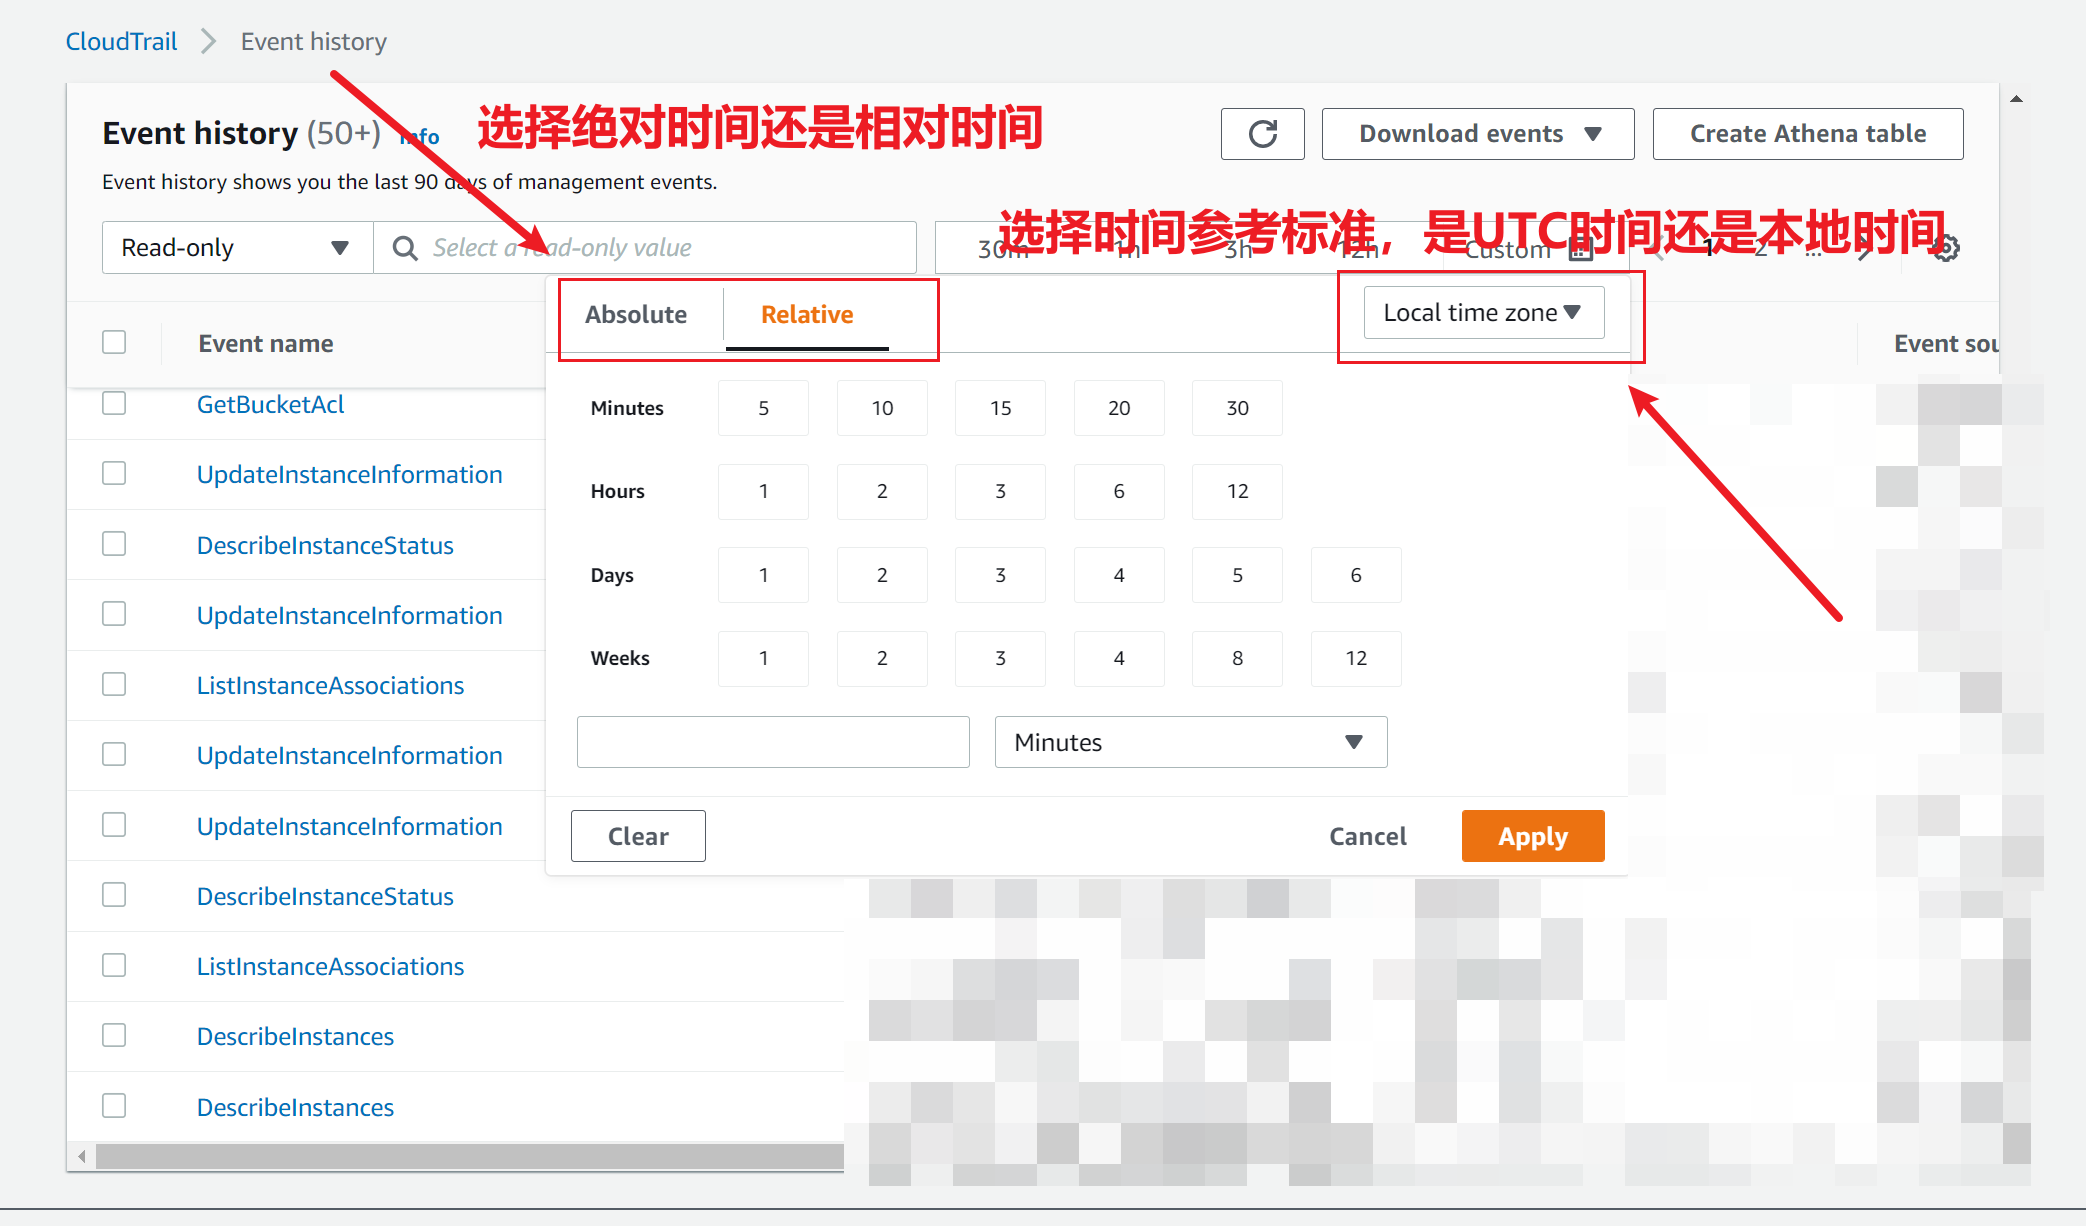 CloudTrail > Event history
选择绝对时间还是相对时间
Event history (50+) Info
Download events
Create Athena table
Event history shows you the last 90 days of management events.
选择时间参考标准，是UTC时间还是本地时间
Read-only
Select a read-only value
30m 1h 3h 12h Custom
1 2 ...
Absolute Relative
Local time zone
Event name
Event sou
Minutes 5 10 15 20 30
Hours 1 2 3 6 12
Days 1 2 3 4 5 6
Weeks 1 2 3 4 8 12
Minutes
Clear Cancel Apply
GetBucketAcl
UpdateInstanceInformation
DescribeInstanceStatus
UpdateInstanceInformation
ListInstanceAssociations
UpdateInstanceInformation
UpdateInstanceInformation
DescribeInstanceStatus
ListInstanceAssociations
DescribeInstances
DescribeInstances